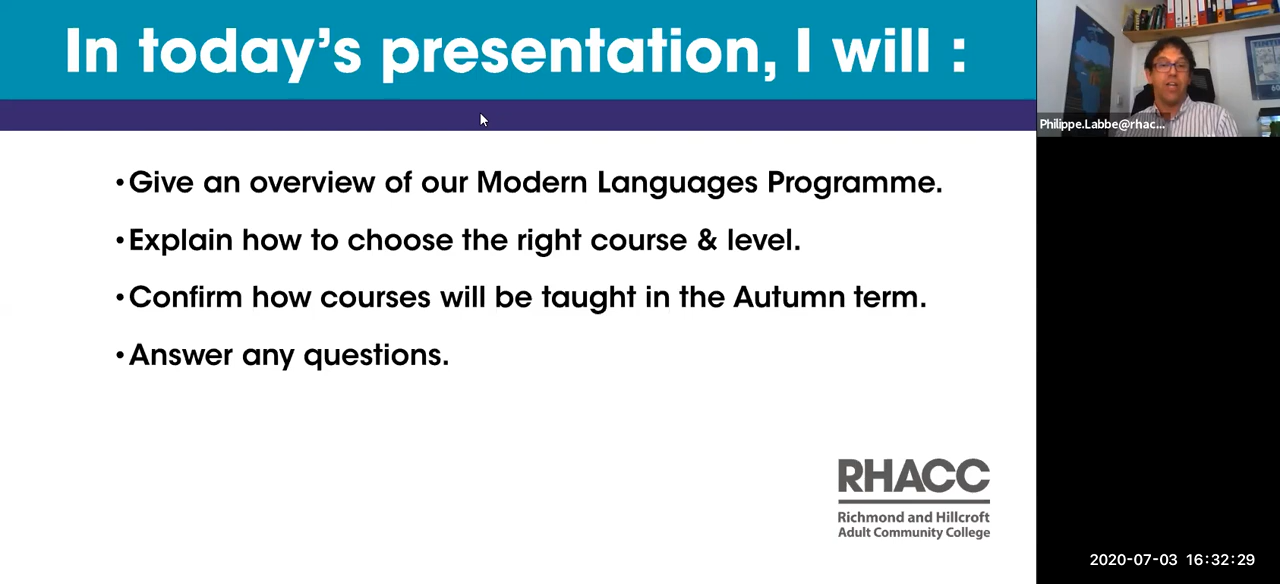 In today's presentation, I will :
•Give an overview of our Modern Languages Programme.
•Explain how to choose the right course & level.
•Confirm how courses will be taught in the Autumn term.
•Answer any questions.
RHACC
Richmond and Hillcroft
Adult Community College
TINTIN
Philippe.Labbe@rhac...
2020-07-03 16:32:29